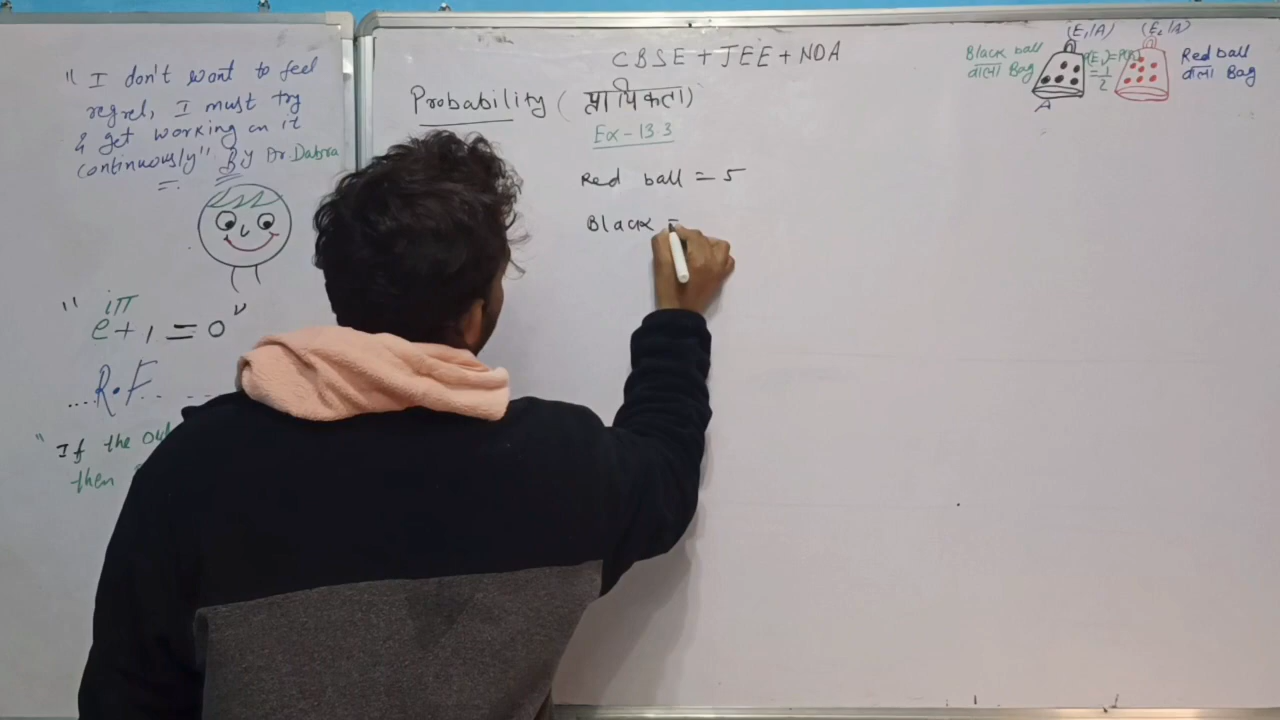 " I don't want to feel
regret, I must try
& get working on it
continuously" By Dr. Dabra
" e^iπ + 1 = 0 "
....R.F....
" If the
then
CBSE + JEE + NDA
Probability ( प्रायिकता )
Ex - 13.3
Red ball = 5
Black =
Black ball
वाला Bag
(E₁/A)
A
= 1/2
(E₂/A)
Red ball
वाला Bag